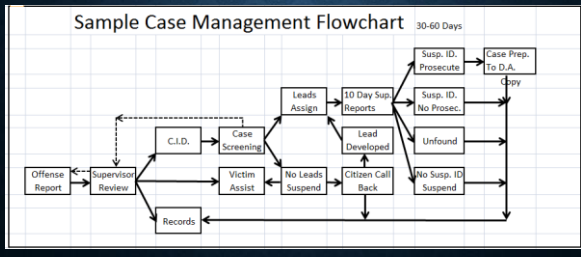 Sample Case Management Flowchart 30-60 Days
Susp. ID.
Prosecute
Case Prep.
To D.A.
Copy
Leads
Assign
10 Day Sup.
Reports
Susp. ID.
No Prosec.
C.I.D.
Case
Screening
Lead
Developed
Unfound
Offense
Report
Supervisor
Review
Victim
Assist
No Leads
Suspend
Citizen Call
Back
No Susp. ID
Suspend
Records